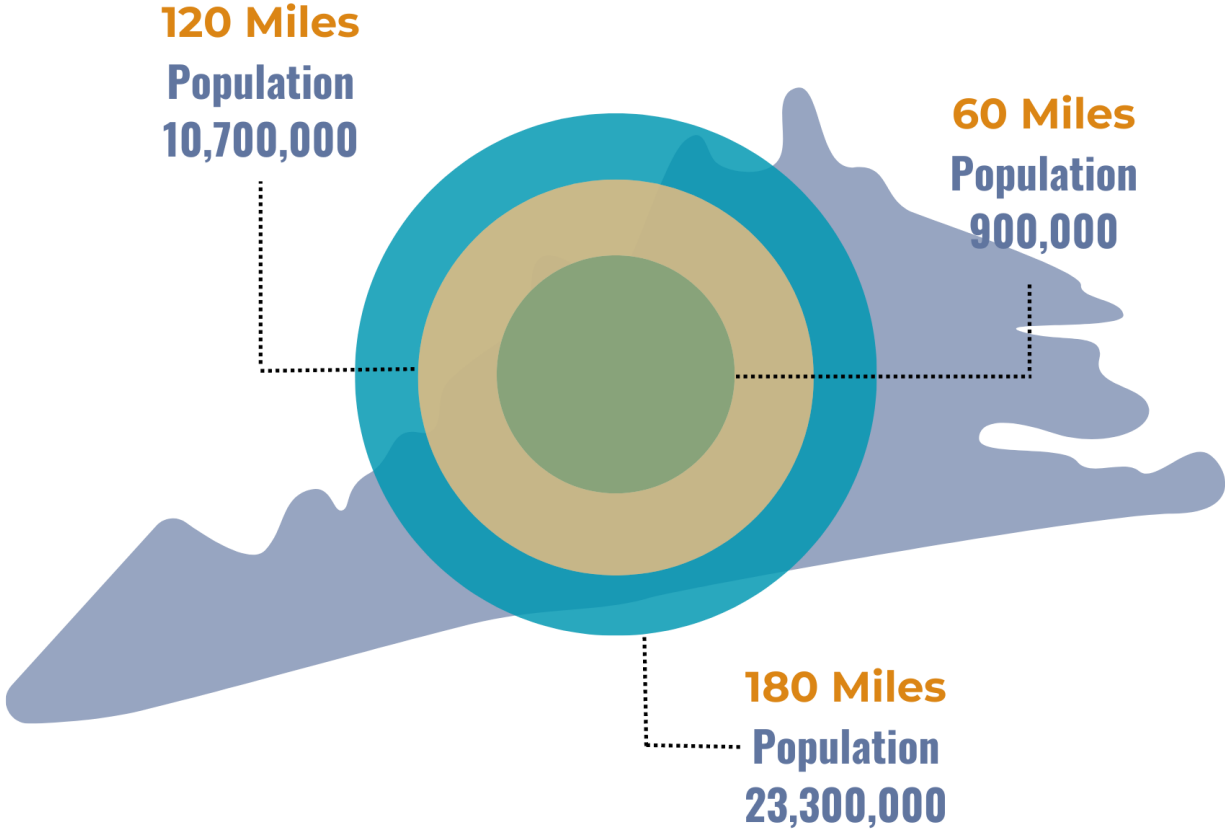 120 Miles
Population
10,700,000
60 Miles
Population
900,000
180 Miles
Population
23,300,000